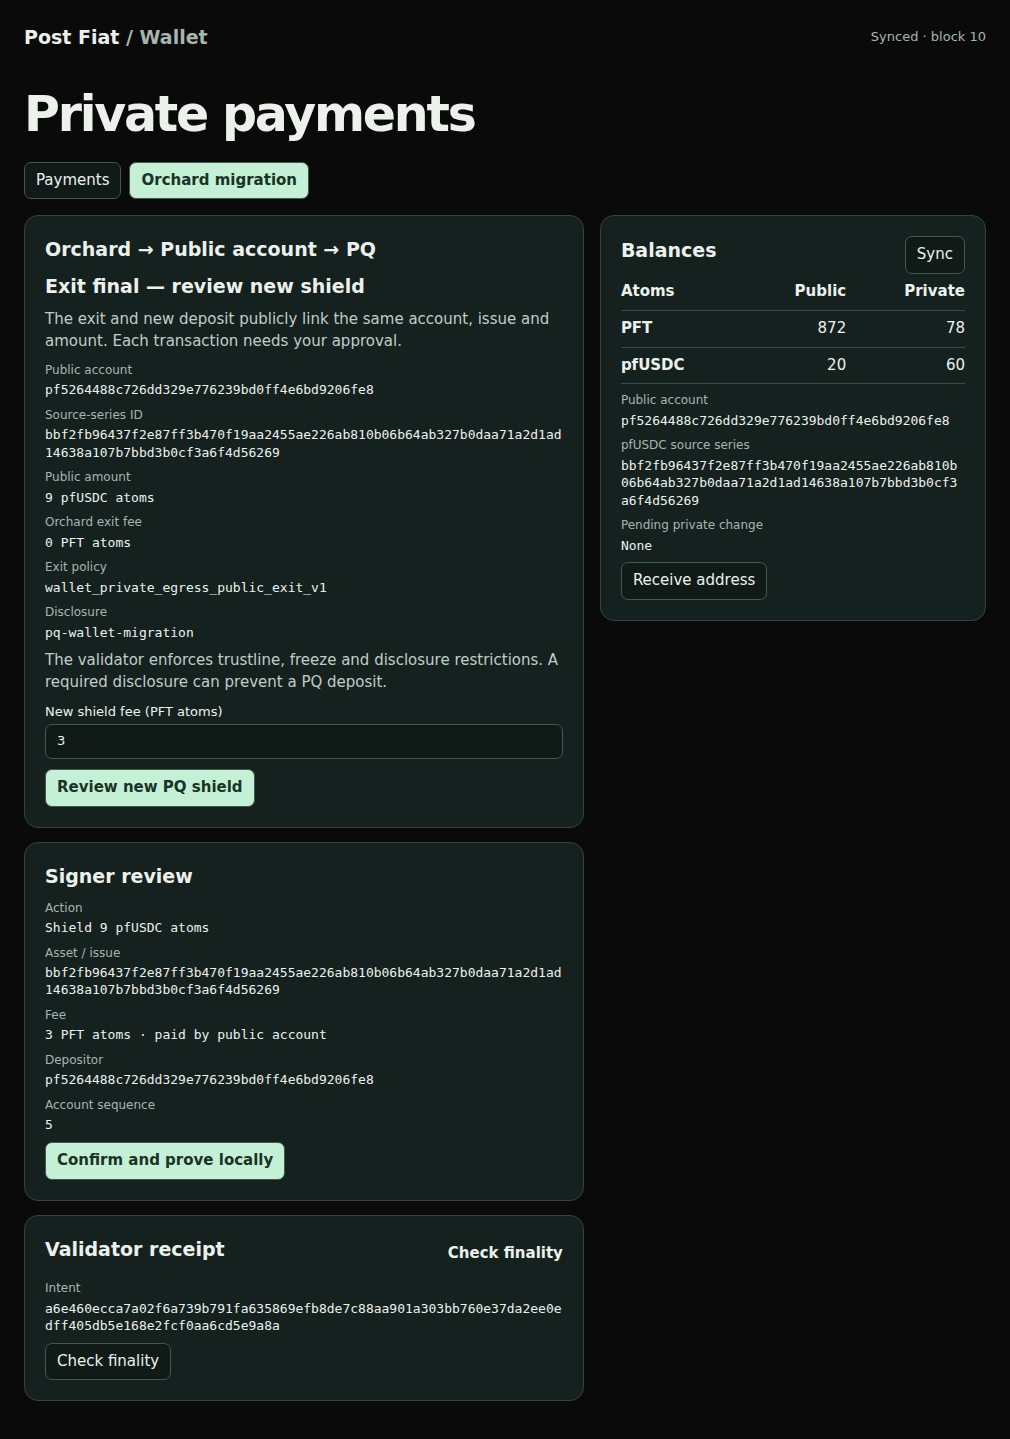 Post Fiat / Wallet
Synced · block 10
Private payments
Payments
Orchard migration
Orchard → Public account → PQ
Exit final — review new shield
The exit and new deposit publicly link the same account, issue and
amount. Each transaction needs your approval.
Public account
pf5264488c726dd329e776239bd0ff4e6bd9206fe8
Source-series ID
bbf2fb96437f2e87ff3b470f19aa2455ae226ab810b06b64ab327b0daa71a2d1ad
14638a107b7bbd3b0cf3a6f4d56269
Public amount
9 pfUSDC atoms
Orchard exit fee
0 PFT atoms
Exit policy
wallet_private_egress_public_exit_v1
Disclosure
pq-wallet-migration
The validator enforces trustline, freeze and disclosure restrictions. A
required disclosure can prevent a PQ deposit.
New shield fee (PFT atoms)
3
Review new PQ shield
Signer review
Action
Shield 9 pfUSDC atoms
Asset / issue
bbf2fb96437f2e87ff3b470f19aa2455ae226ab810b06b64ab327b0daa71a2d1ad
14638a107b7bbd3b0cf3a6f4d56269
Fee
3 PFT atoms · paid by public account
Depositor
pf5264488c726dd329e776239bd0ff4e6bd9206fe8
Account sequence
5
Confirm and prove locally
Validator receipt
Check finality
Intent
a6e460ecca7a02f6a739b791fa635869efb8de7c88aa901a303bb760e37da2ee0e
dff405db5e168e2fcf0aa6cd5e9a8a
Check finality
Balances
Sync
Atoms Public Private
PFT 872 78
pfUSDC 20 60
Public account
pf5264488c726dd329e776239bd0ff4e6bd9206fe8
pfUSDC source series
bbf2fb96437f2e87ff3b470f19aa2455ae226ab810b
06b64ab327b0daa71a2d1ad14638a107b7bbd3b0cf3
a6f4d56269
Pending private change
None
Receive address